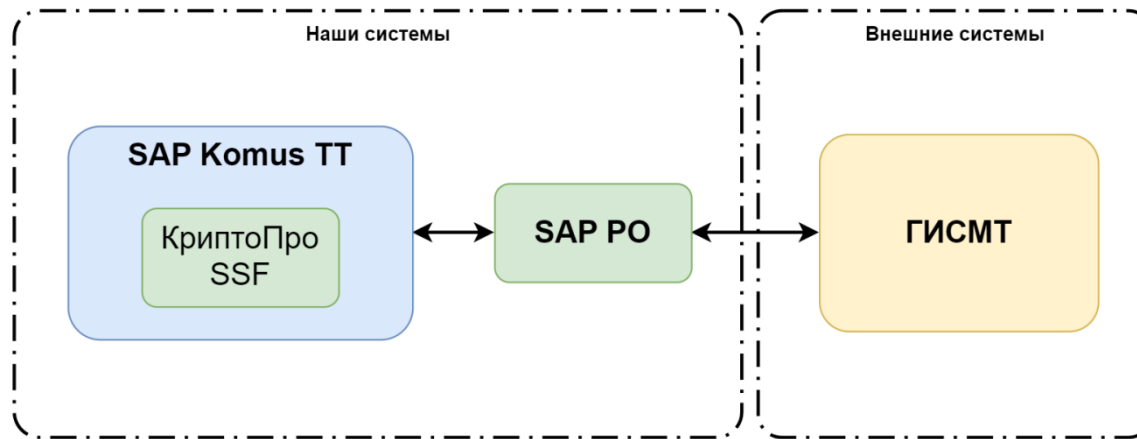 Наши системы
Внешние системы
SAP Komus TT
КриптоПро
SSF
SAP PO
ГИСМТ